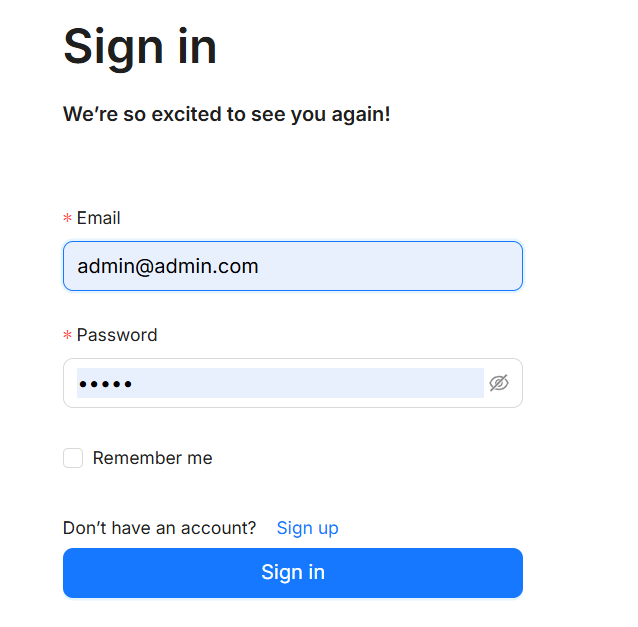 Sign in
We’re so excited to see you again!
* Email
admin@admin.com
* Password
•••••
Remember me
Don’t have an account? Sign up
Sign in